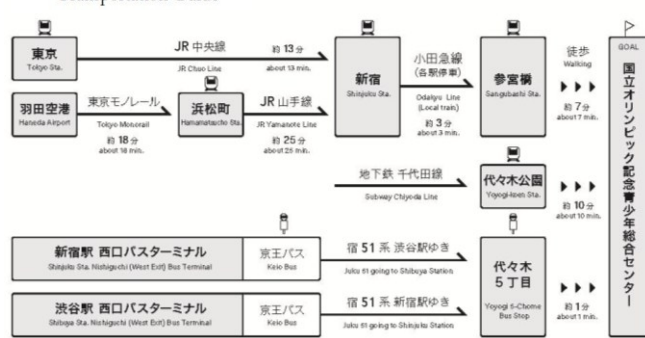 東京
Tokyo Sta.
JR 中央線
JR Chuo Line
約 13 分
about 13 min.
羽田空港
Haneda Airport
東京モノレール
Tokyo Monorail
約 18 分
about 18 min.
浜松町
Hamamatsucho Sta.
JR 山手線
JR Yamanote Line
約 25 分
about 25 min.
新宿
Shinjuku Sta.
小田急線
(各駅停車)
Odakyu Line
(Local train)
約 3 分
about 3 min.
参宮橋
Sangubashi Sta.
徒歩
Walking
約 7 分
about 7 min.
地下鉄 千代田線
Subway Chiyoda Line
代々木公園
Yoyogi-koen Sta.
約 10 分
about 10 min.
新宿駅 西口バスターミナル
Shinjuku Sta. Nishiguchi (West Exit) Bus Terminal
京王バス
Keio Bus
宿 51 系 渋谷駅ゆき
Juku 51 going to Shibuya Station
渋谷駅 西口バスターミナル
Shibuya Sta. Nishiguchi (West Exit) Bus Terminal
京王バス
Keio Bus
宿 51 系 新宿駅ゆき
Juku 51 going to Shinjuku Station
代々木
5丁目
Yoyogi 5-Chome
Bus Stop
約 1 分
about 1 min.
GOAL
国立オリンピック記念青少年総合センター